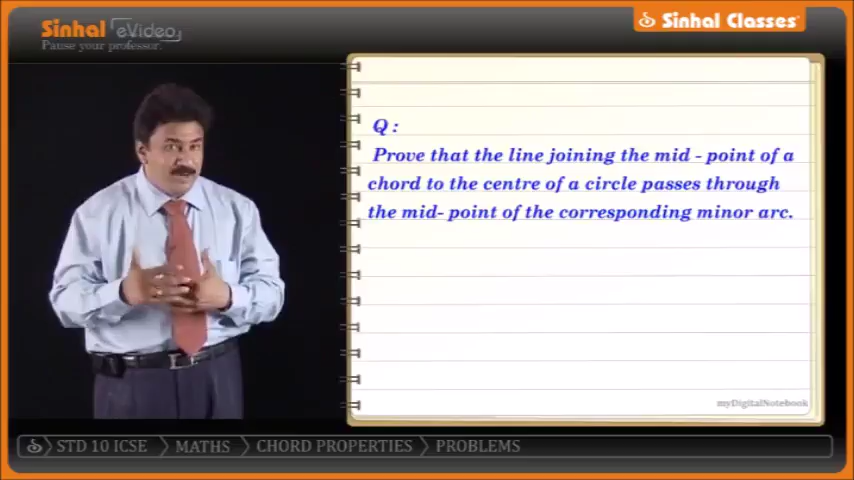 Sinhal eVideo
Pause your professor.
Sinhal Classes
Q :
Prove that the line joining the mid - point of a
chord to the centre of a circle passes through
the mid- point of the corresponding minor arc.
myDigitalNotebook
STD 10 ICSE MATHS CHORD PROPERTIES PROBLEMS